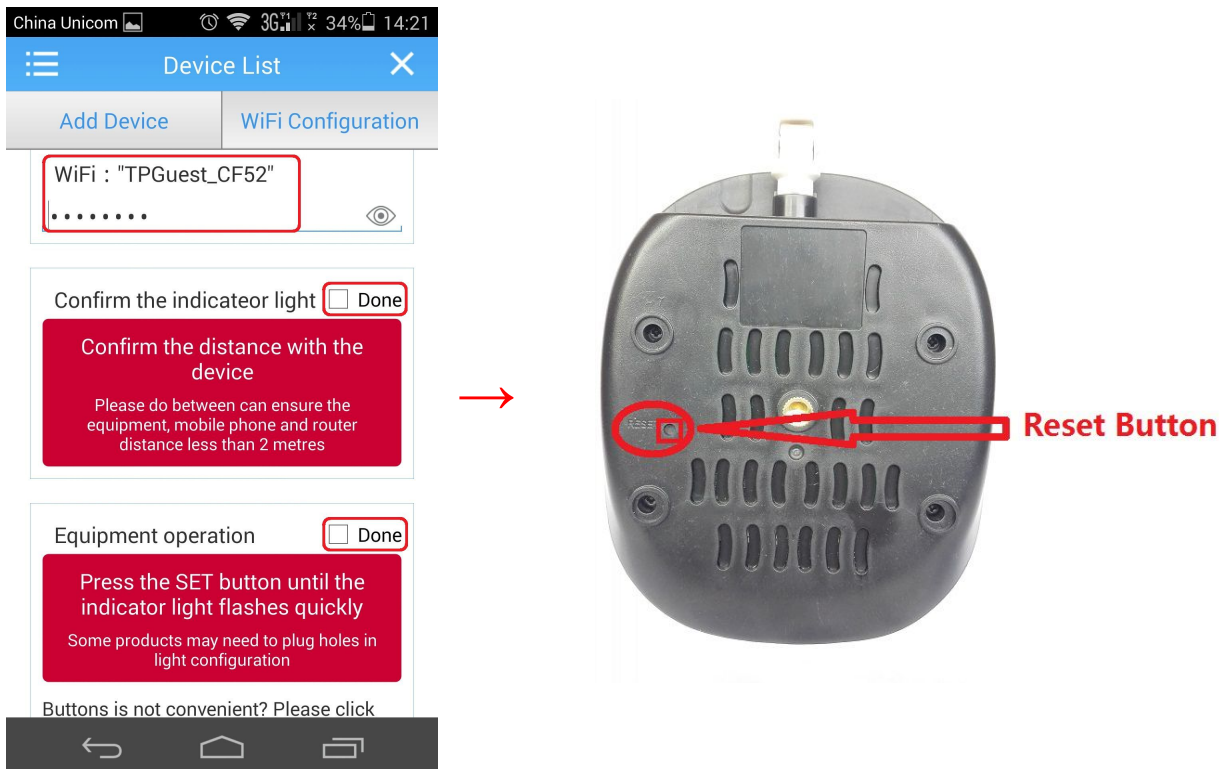 China Unicom 3G T1 T2 34% 14:21
Device List
Add Device WiFi Configuration
WiFi : "TPGuest_CF52"
Confirm the indicateor light Done
Confirm the distance with the
device
Please do between can ensure the
equipment, mobile phone and router
distance less than 2 metres
Equipment operation Done
Press the SET button until the
indicator light flashes quickly
Some products may need to plug holes in
light configuration
Buttons is not convenient? Please click
RESET
Reset Button